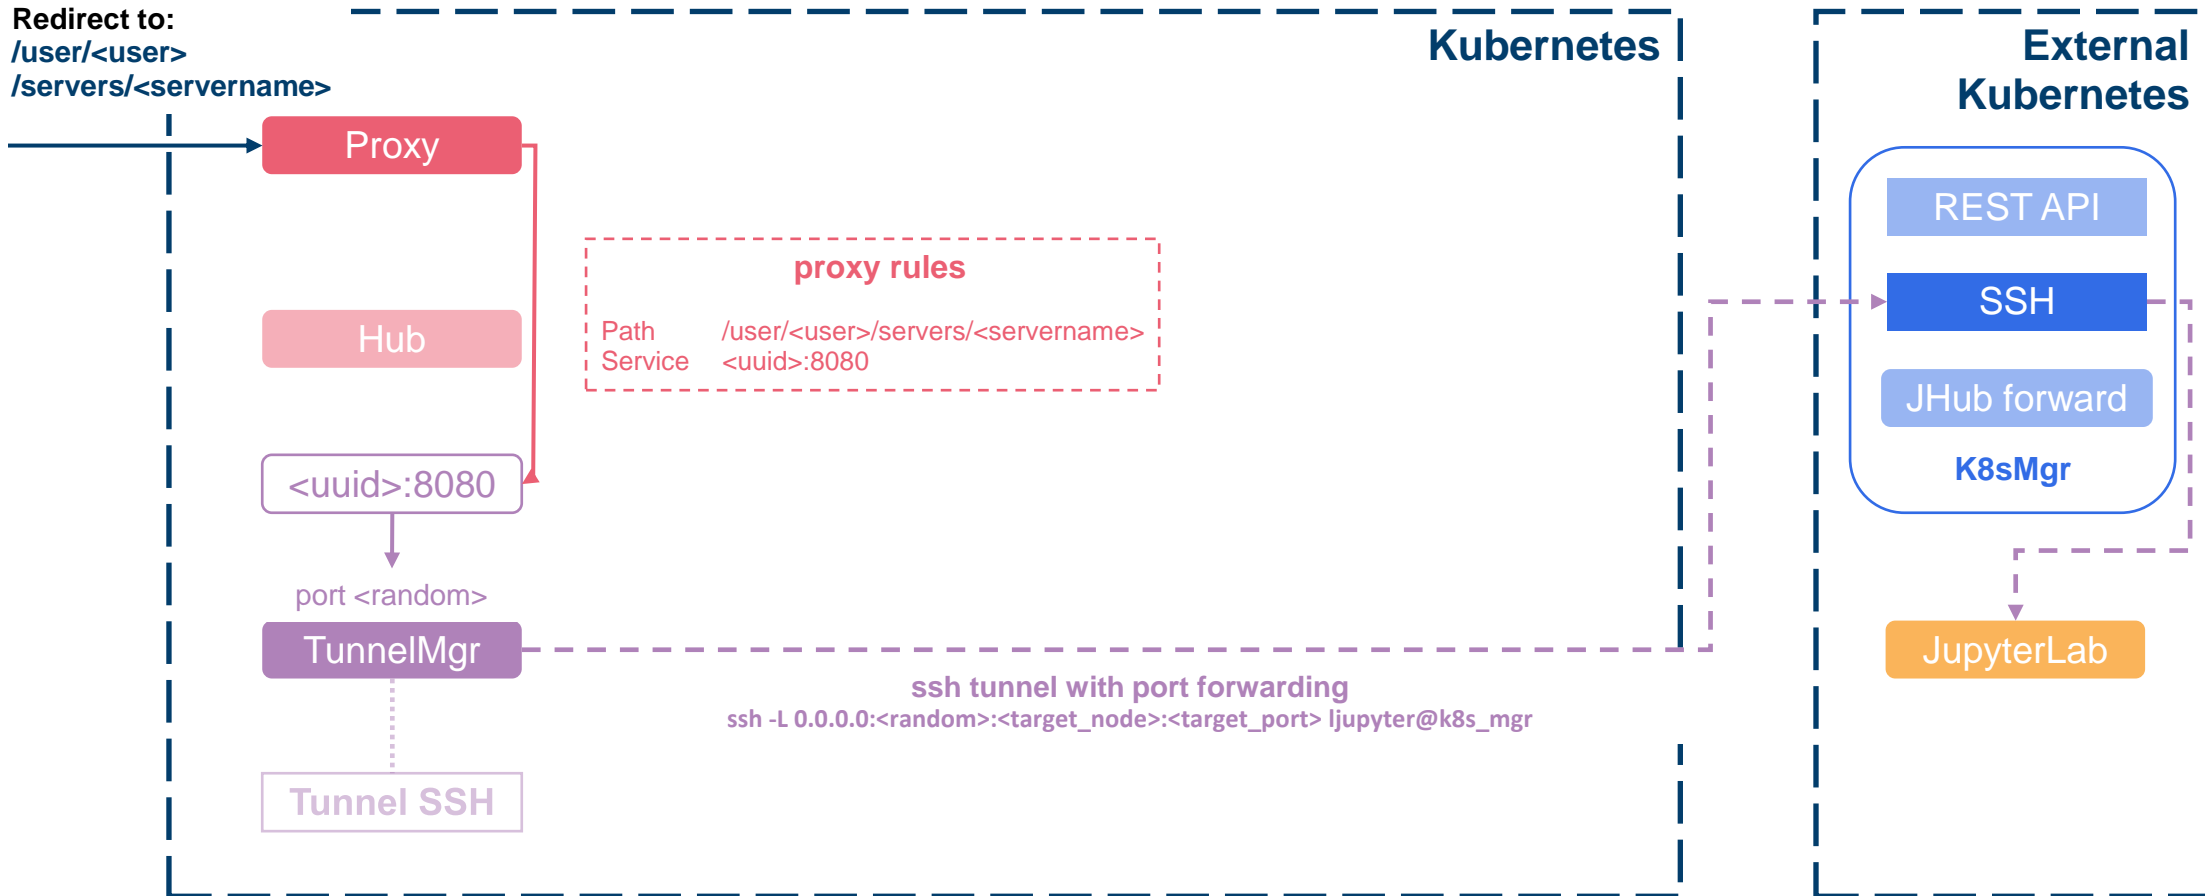 Redirect to:
/user/<user>
/servers/<servername>
Kubernetes
Proxy
proxy rules
Path /user/<user>/servers/<servername>
Service <uuid>:8080
Hub
<uuid>:8080
port <random>
TunnelMgr
ssh tunnel with port forwarding
ssh -L 0.0.0.0:<random>:<target_node>:<target_port> ljupyter@k8s_mgr
Tunnel SSH
External
Kubernetes
REST API
SSH
JHub forward
K8sMgr
JupyterLab